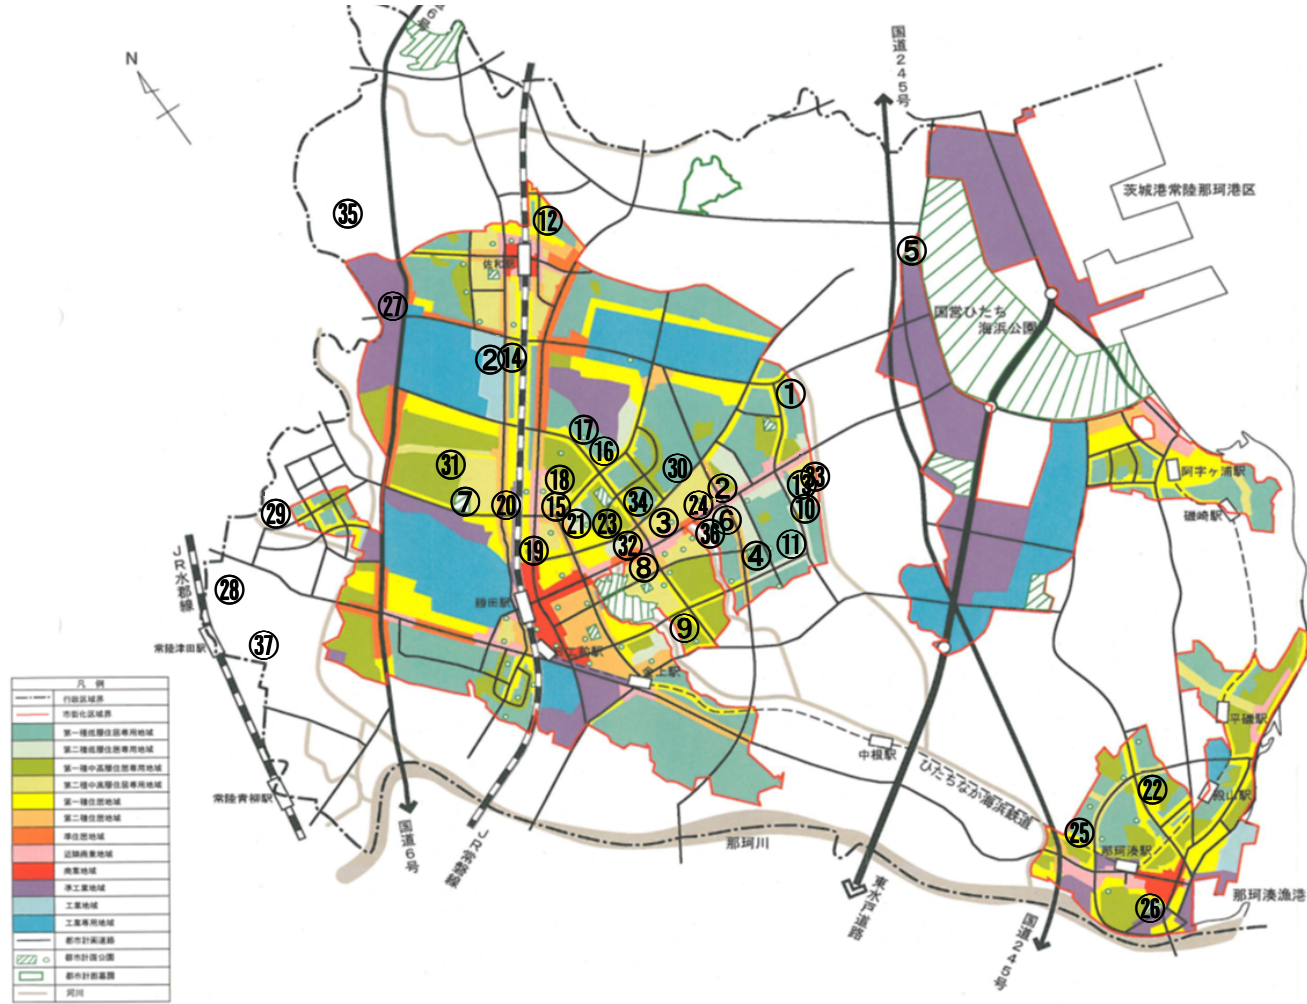 6号
N
国道245号
茨城港常陸那珂港区
㉟
⑫
⑤
佐和駅
国営ひたち
海浜公園
㉗
②
⑭
①
⑰
⑯
㉛
⑱
㉚
阿字ヶ浦駅
⑦
⑳
⑮
㉞
㉔
②
⑩
㉙
㉑
㉓
③
⑥
磯崎駅
⑲
㉜
㊱
④
⑪
JR水郡線
⑧
㉘
勝田駅
⑨
常陸津田駅
㊲
金上駅
凡例
行政区域界
市街化区域界
第一種低層住居専用地域
第二種低層住居専用地域
第一種中高層住居専用地域
第二種中高層住居専用地域
第一種住居地域
第二種住居地域
準住居地域
近隣商業地域
商業地域
準工業地域
工業地域
工業専用地域
都市計画道路
都市計画公園
都市計画墓園
河川
平磯駅
中根駅
ひたちなか海浜鉄道
常陸青柳駅
㉒
殿山駅
㉕
国道6号
JR常磐線
那珂川
那珂湊駅
東水戸道路
㉖
那珂湊漁港
国道245号